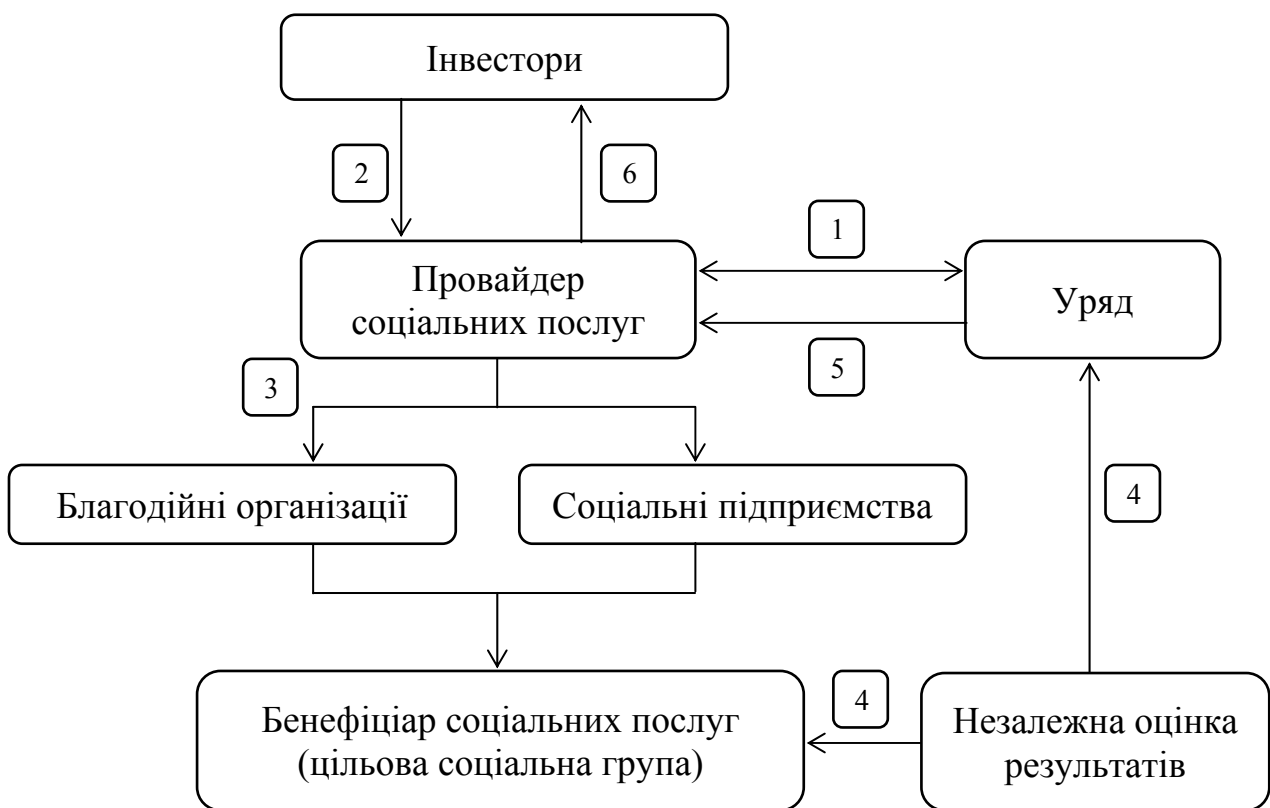 Інвестори
2
6
1
Провайдер
соціальних послуг
Уряд
5
3
Благодійні організації
Соціальні підприємства
4
Бенефіціар соціальних послуг
(цільова соціальна група)
4
Незалежна оцінка
результатів